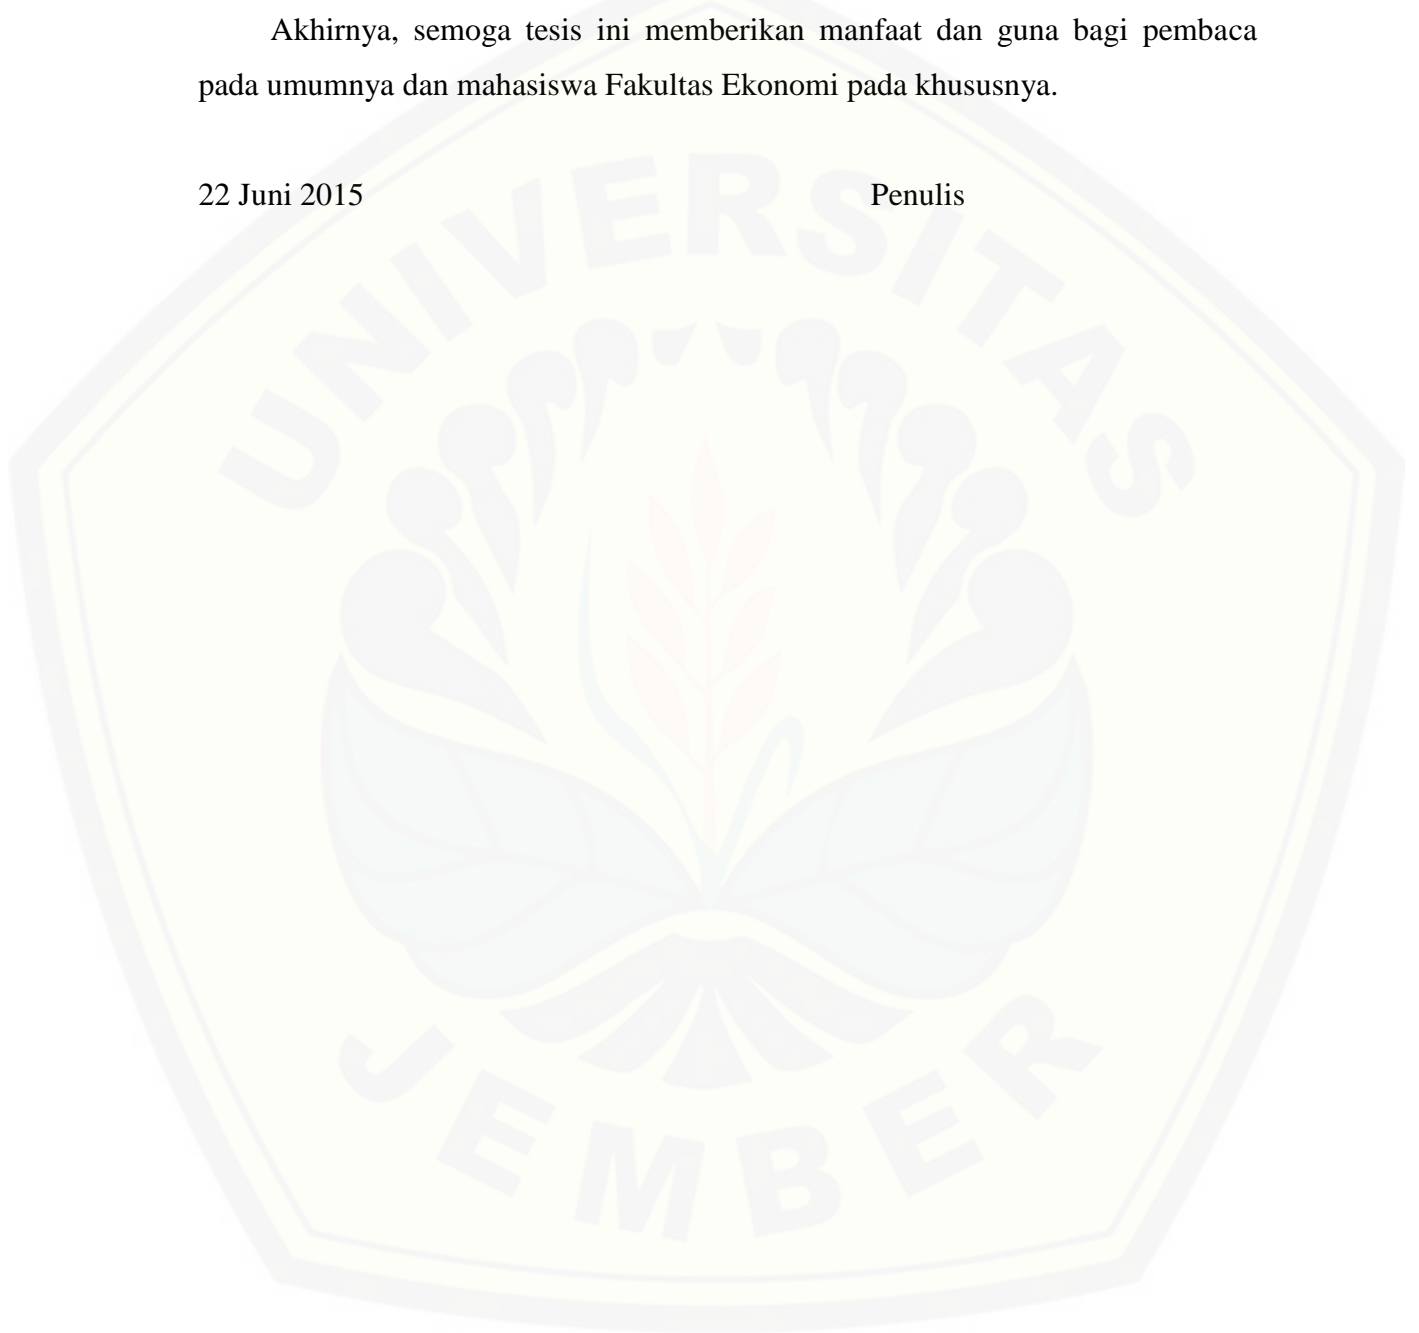 Akhirnya, semoga tesis ini memberikan manfaat dan guna bagi pembaca
pada umumnya dan mahasiswa Fakultas Ekonomi pada khususnya.
22 Juni 2015 Penulis
UNIVERSITAS
JEMBER